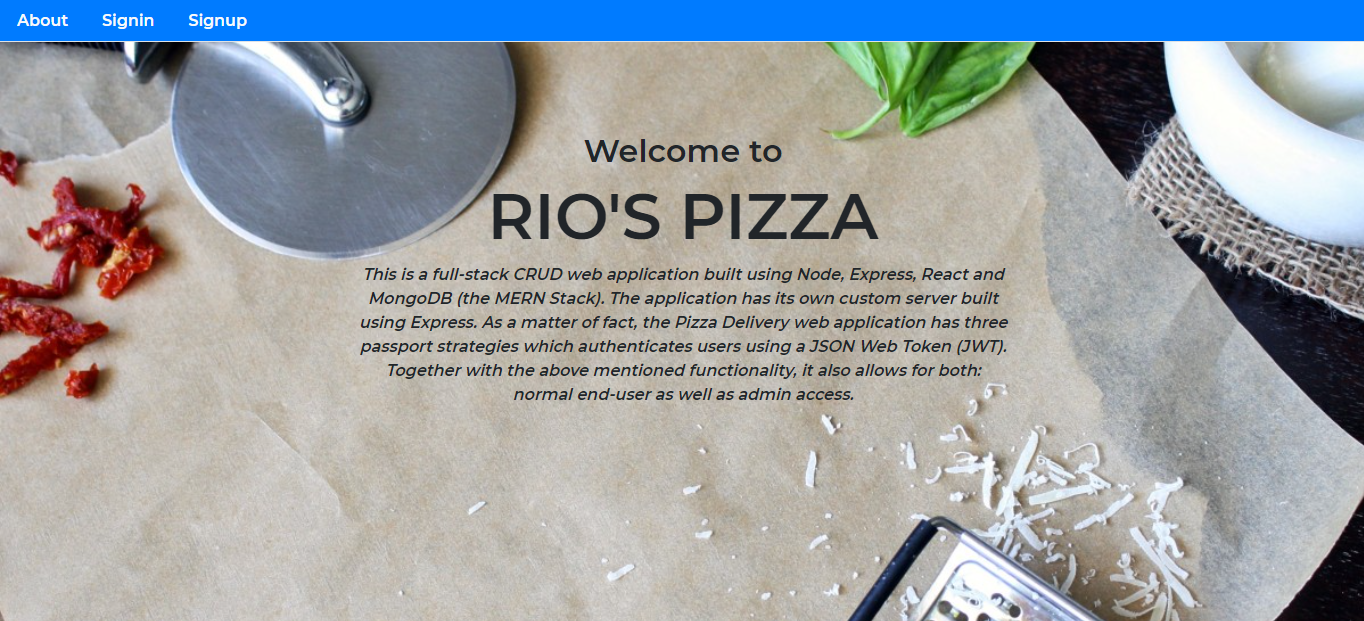 About Signin Signup
Welcome to
RIO'S PIZZA
This is a full-stack CRUD web application built using Node, Express, React and
MongoDB (the MERN Stack). The application has its own custom server built
using Express. As a matter of fact, the Pizza Delivery web application has three
passport strategies which authenticates users using a JSON Web Token (JWT).
Together with the above mentioned functionality, it also allows for both:
normal end-user as well as admin access.